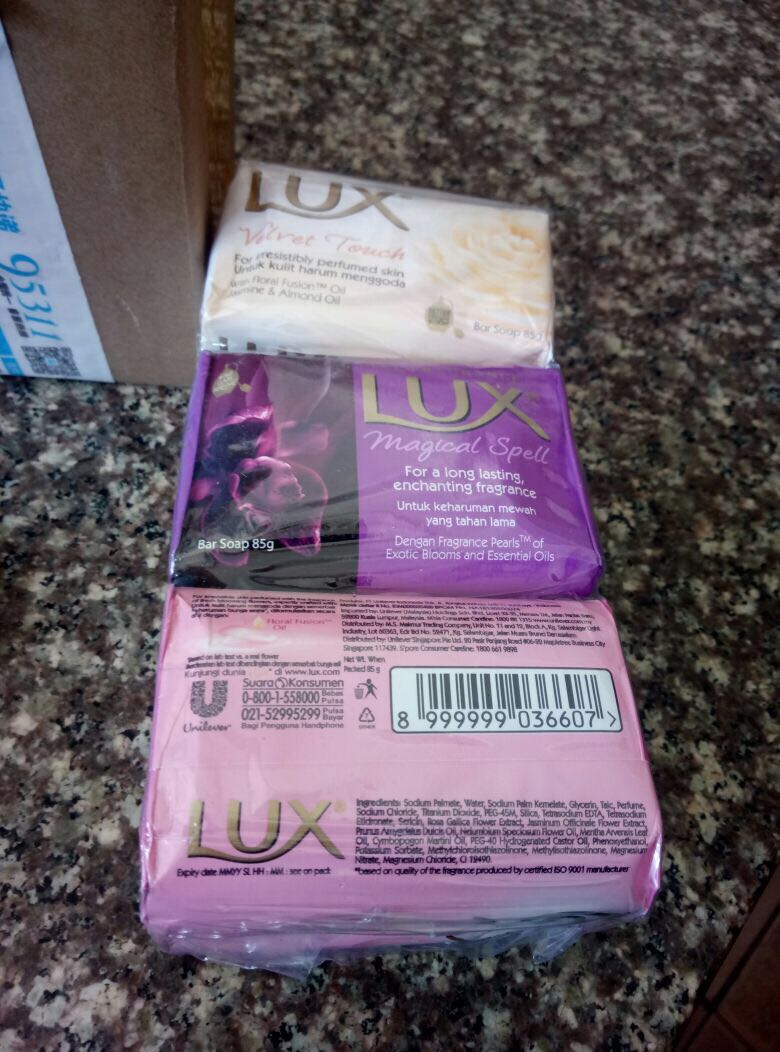 95311
LUX
Velvet Touch
For irresistibly perfumed skin
Untuk kulit harum menggoda
with Floral Fusion™ Oil
Jasmine & Almond Oil
Bar Soap 85g
LUX
Magical Spell
For a long lasting,
enchanting fragrance
Untuk keharuman mewah
yang tahan lama
Dengan Fragrance Pearls™ of
Exotic Blooms and Essential Oils
Bar Soap 85g
Floral Fusion™
Oil
Kunjungi dunia * di www.lux.com
Suara Konsumen
0-800-1-558000 Bebas Pulsa
021-52995299 Pulsa Bayar
Bagi Pengguna Handphone
Unilever
Net Wt. When
Packed 85 g
8 999999 036607 >
LUX
Expiry date MMYY SL HH : MM : see on pack
Ingredients: Sodium Palmate, Water, Sodium Palm Kernelate, Glycerin, Talc, Perfume,
Sodium Chloride, Titanium Dioxide, PEG-45M, Silica, Tetrasodium EDTA, Tetrasodium
Etidronate, Sericin, Rosa Gallica Flower Extract, Jasminum Officinale Flower Extract,
Prunus Amygdalus Dulcis Oil, Nelumbium Speciosum Flower Oil, Mentha Arvensis Leaf
Oil, Cymbopogon Martini Oil, PEG-40 Hydrogenated Castor Oil, Phenoxyethanol,
Potassium Sorbate, Methylchloroisothiazolinone, Methylisothiazolinone, Magnesium
Nitrate, Magnesium Chloride, CI 12490.
*based on quality of the fragrance produced by certified ISO 9001 manufacturer